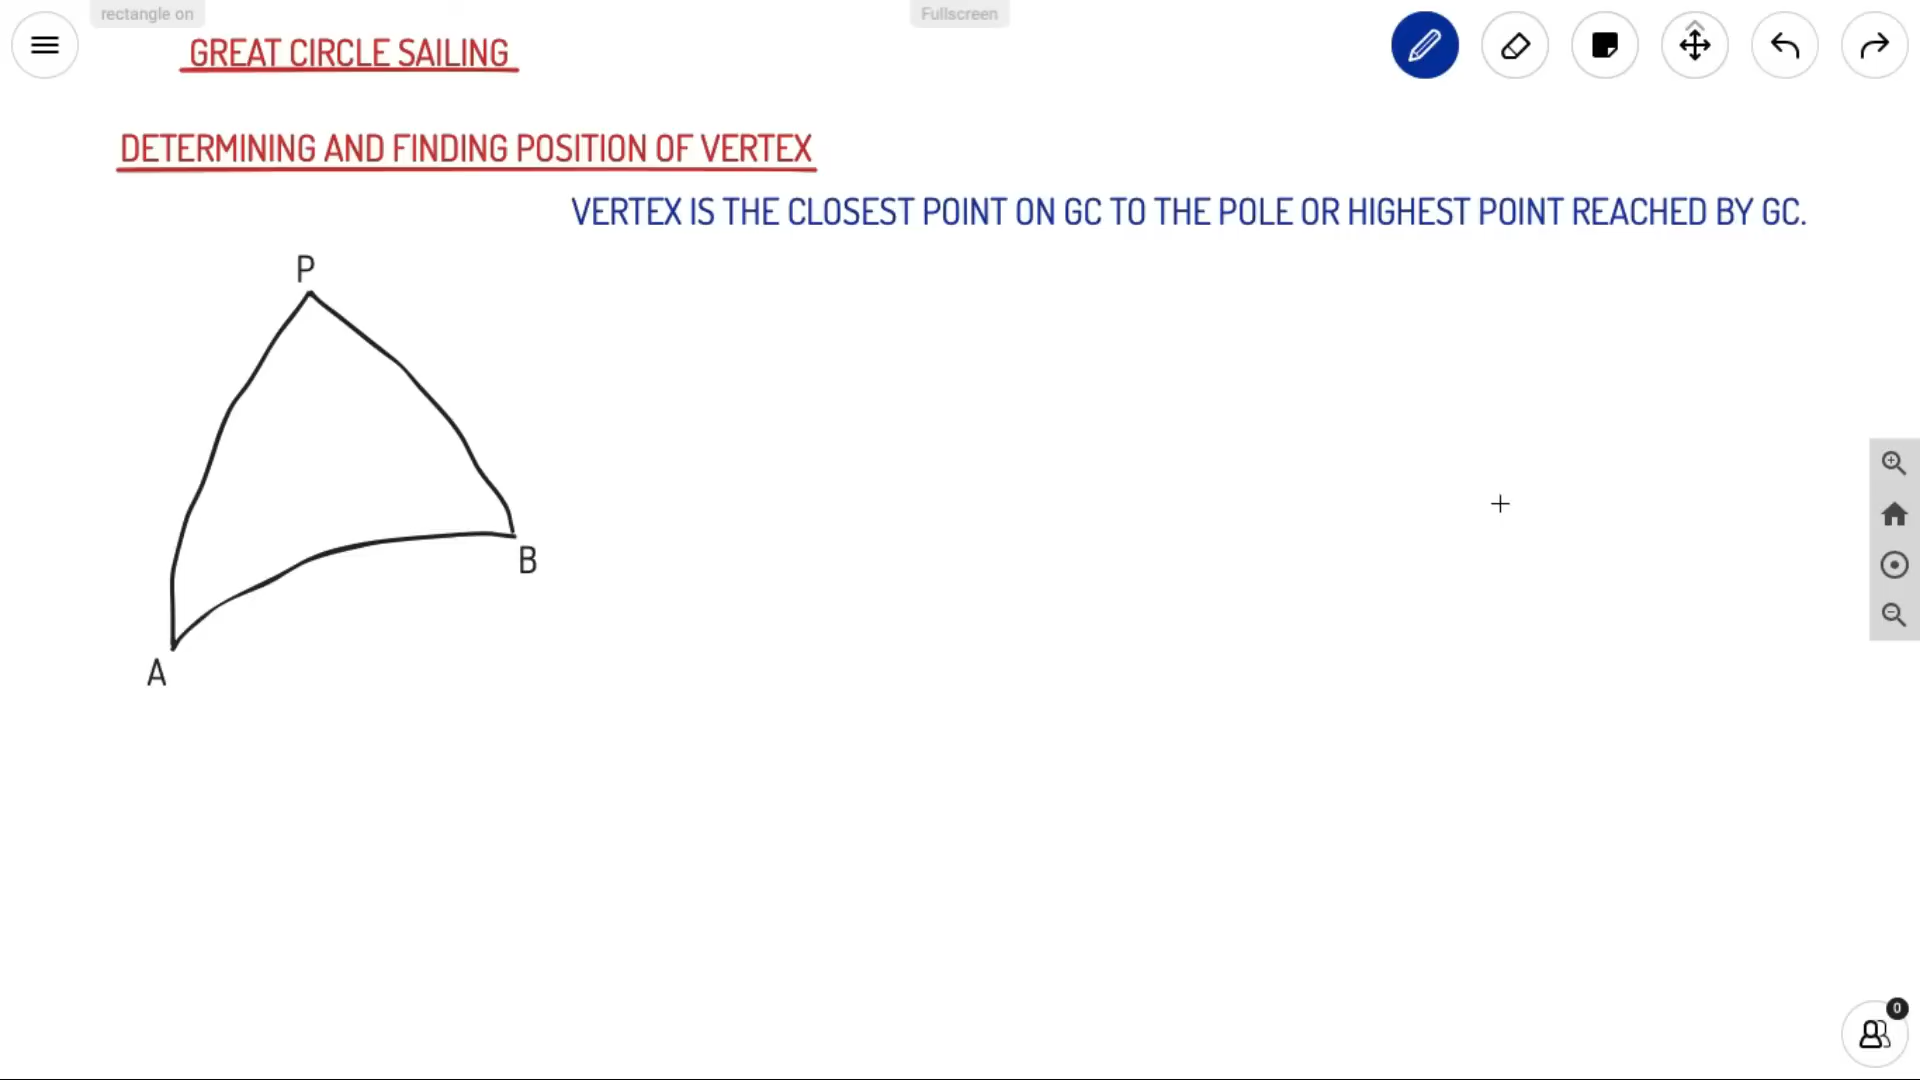 rectangle on
Fullscreen
GREAT CIRCLE SAILING
DETERMINING AND FINDING POSITION OF VERTEX
VERTEX IS THE CLOSEST POINT ON GC TO THE POLE OR HIGHEST POINT REACHED BY GC.
P
B
A
0